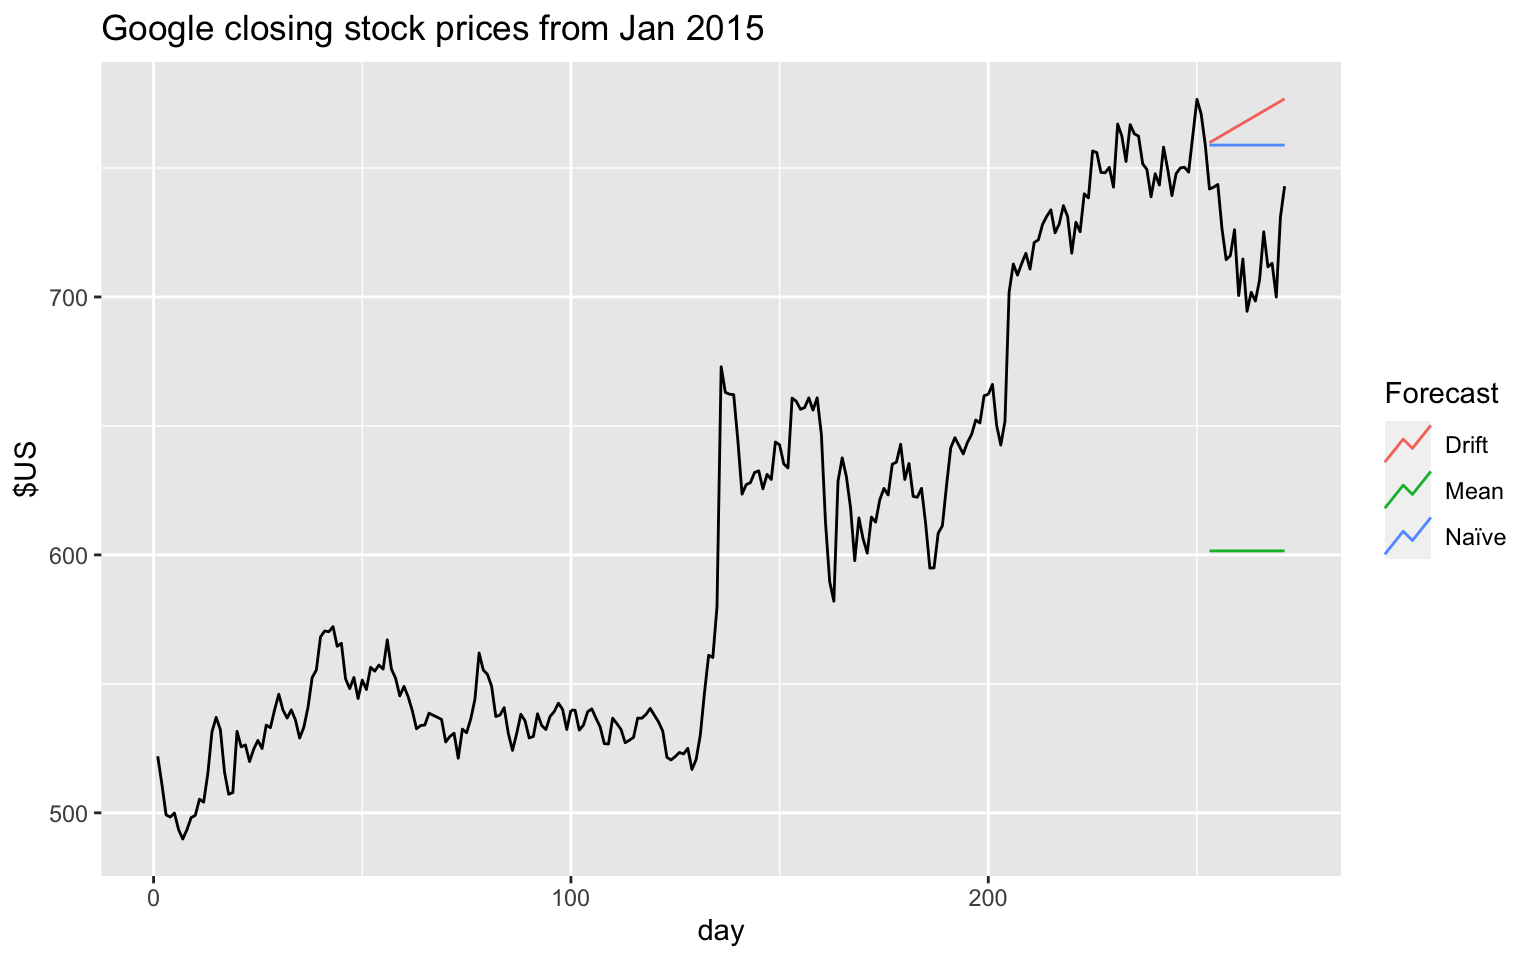 Google closing stock prices from Jan 2015
$US
700
600
500
0
100
200
day
Forecast
Drift
Mean
Naïve